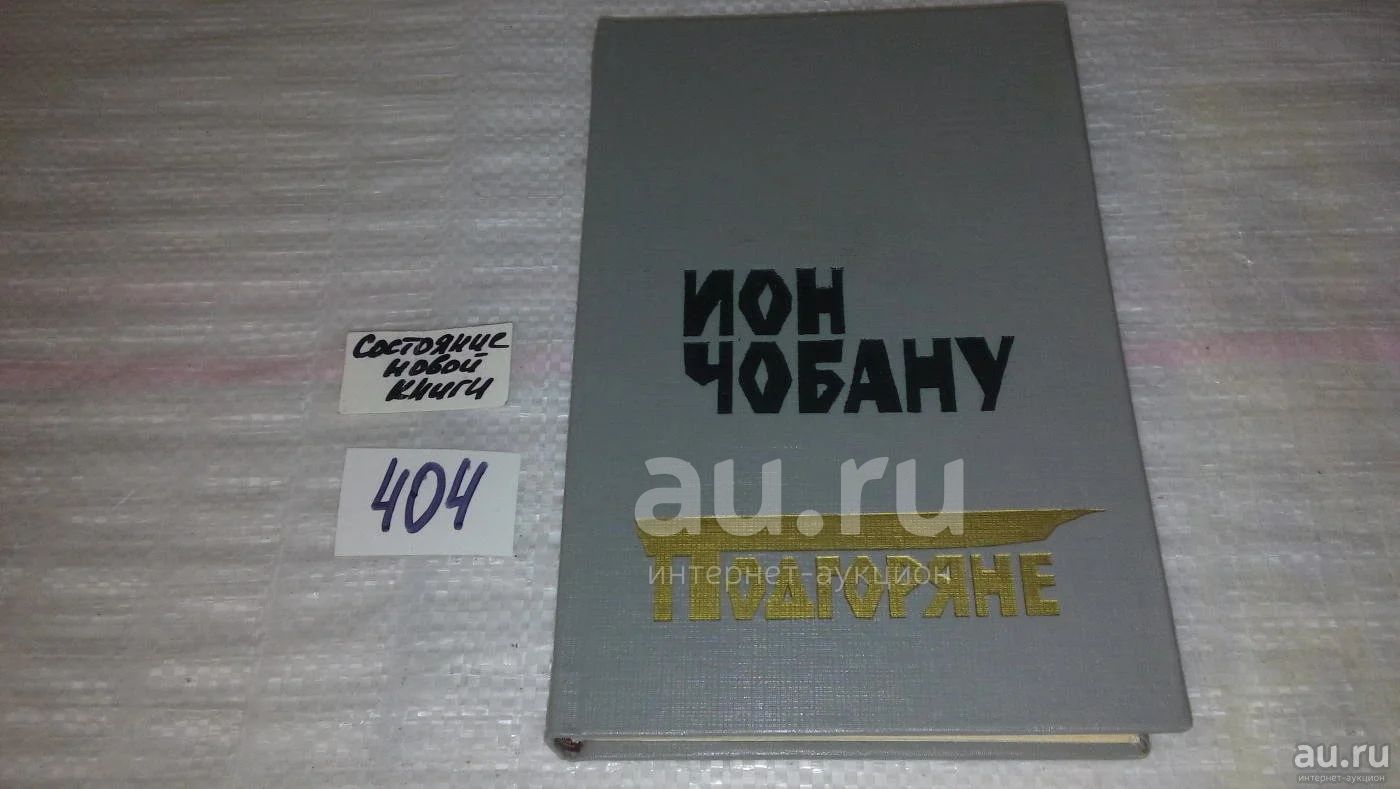 ИОН
ЧОБАНУ
Состояние
новой
книги
404
au.ru
интернет-аукцион
Подгоряне
au.ru
интернет-аукцион